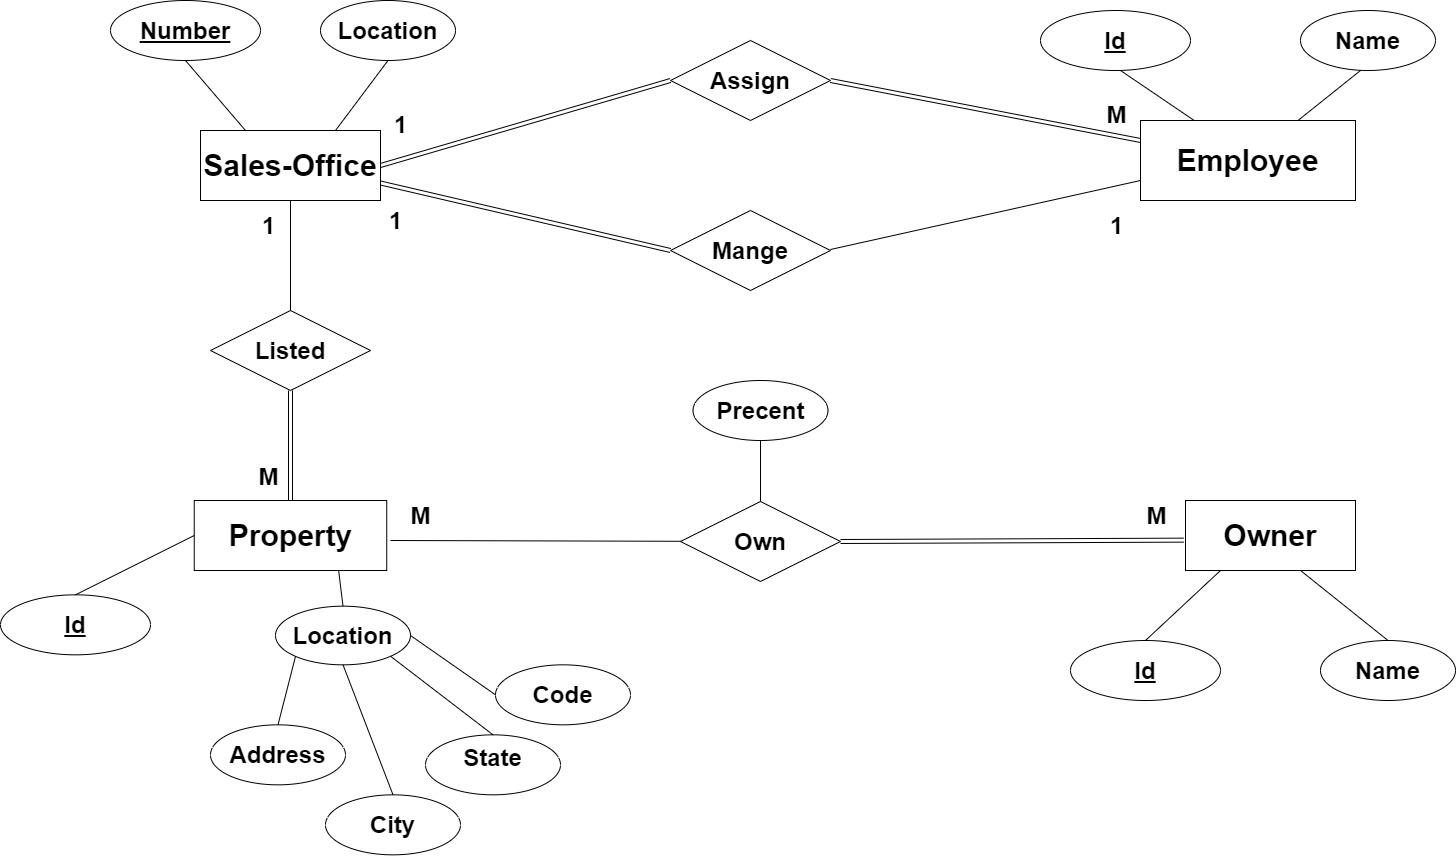 Number
Location
Id
Name
Assign
1
M
Sales-Office
Employee
1
1
1
Mange
Listed
Precent
M
M
M
Property
Own
Owner
Id
Location
Id
Name
Code
Address
State
City